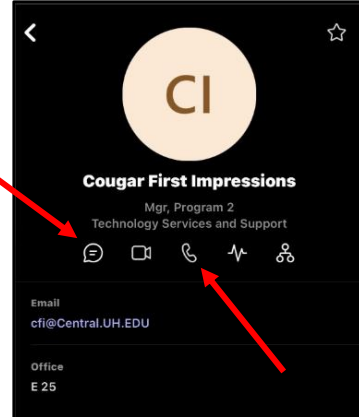 CI
Cougar First Impressions
Mgr, Program 2
Technology Services and Support
Email
cfi@Central.UH.EDU
Office
E 25